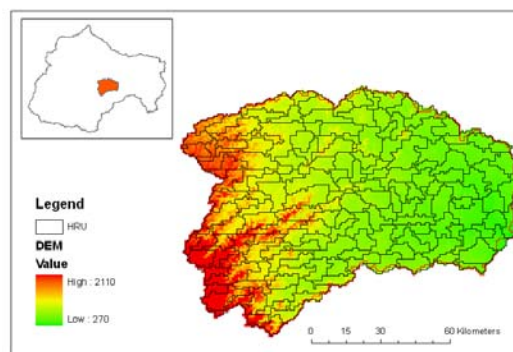 Legend
HRU
DEM
Value
High : 2110
Low : 270
0 15 30 60 Kilometers